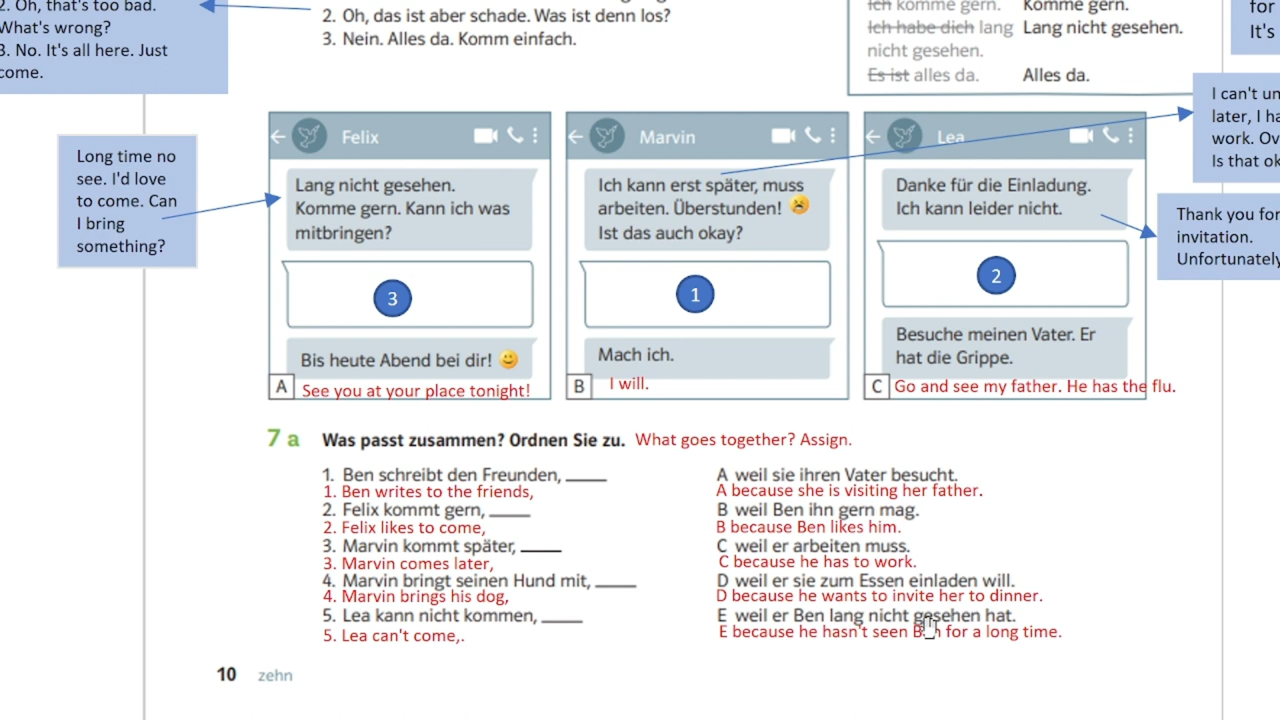 2. Oh, that's too bad.
What's wrong?
3. No. It's all here. Just
come.
2. Oh, das ist aber schade. Was ist denn los?
3. Nein. Alles da. Komm einfach.
Ich komme gern. Komme gern.
Ich habe dich lang Lang nicht gesehen.
nicht gesehen.
Es ist alles da. Alles da.
for
It's
I can't un
later, I ha
work. Ov
Is that ok
Long time no
see. I'd love
to come. Can
I bring
something?
Felix
Lang nicht gesehen.
Komme gern. Kann ich was
mitbringen?
3
Bis heute Abend bei dir!
A See you at your place tonight!
Marvin
Ich kann erst später, muss
arbeiten. Überstunden!
Ist das auch okay?
1
Mach ich.
B I will.
Lea
Danke für die Einladung.
Ich kann leider nicht.
2
Besuche meinen Vater. Er
hat die Grippe.
C Go and see my father. He has the flu.
Thank you for
invitation.
Unfortunately
7 a Was passt zusammen? Ordnen Sie zu. What goes together? Assign.
1. Ben schreibt den Freunden, ____
1. Ben writes to the friends,
2. Felix kommt gern, ____
2. Felix likes to come,
3. Marvin kommt später, ____
3. Marvin comes later,
4. Marvin bringt seinen Hund mit, ____
4. Marvin brings his dog,
5. Lea kann nicht kommen, ____
5. Lea can't come,.
A weil sie ihren Vater besucht.
A because she is visiting her father.
B weil Ben ihn gern mag.
B because Ben likes him.
C weil er arbeiten muss.
C because he has to work.
D weil er sie zum Essen einladen will.
D because he wants to invite her to dinner.
E weil er Ben lang nicht gesehen hat.
E because he hasn't seen Ben for a long time.
10 zehn